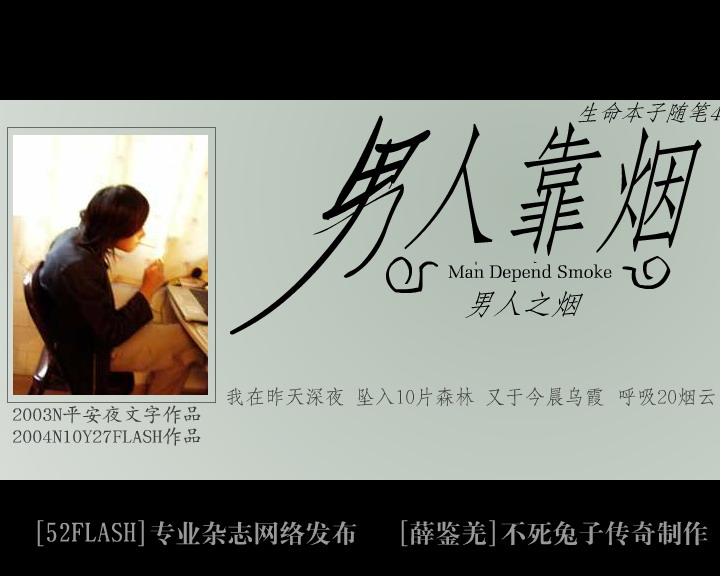 生命本子随笔4
男人靠烟
Man Depend Smoke
男人之烟
我在昨天深夜 坠入10片森林 又于今晨乌霞 呼吸20烟云
2003N平安夜文字作品
2004N10Y27FLASH作品
[52FLASH]专业杂志网络发布 [薛鉴羌]不死兔子传奇制作